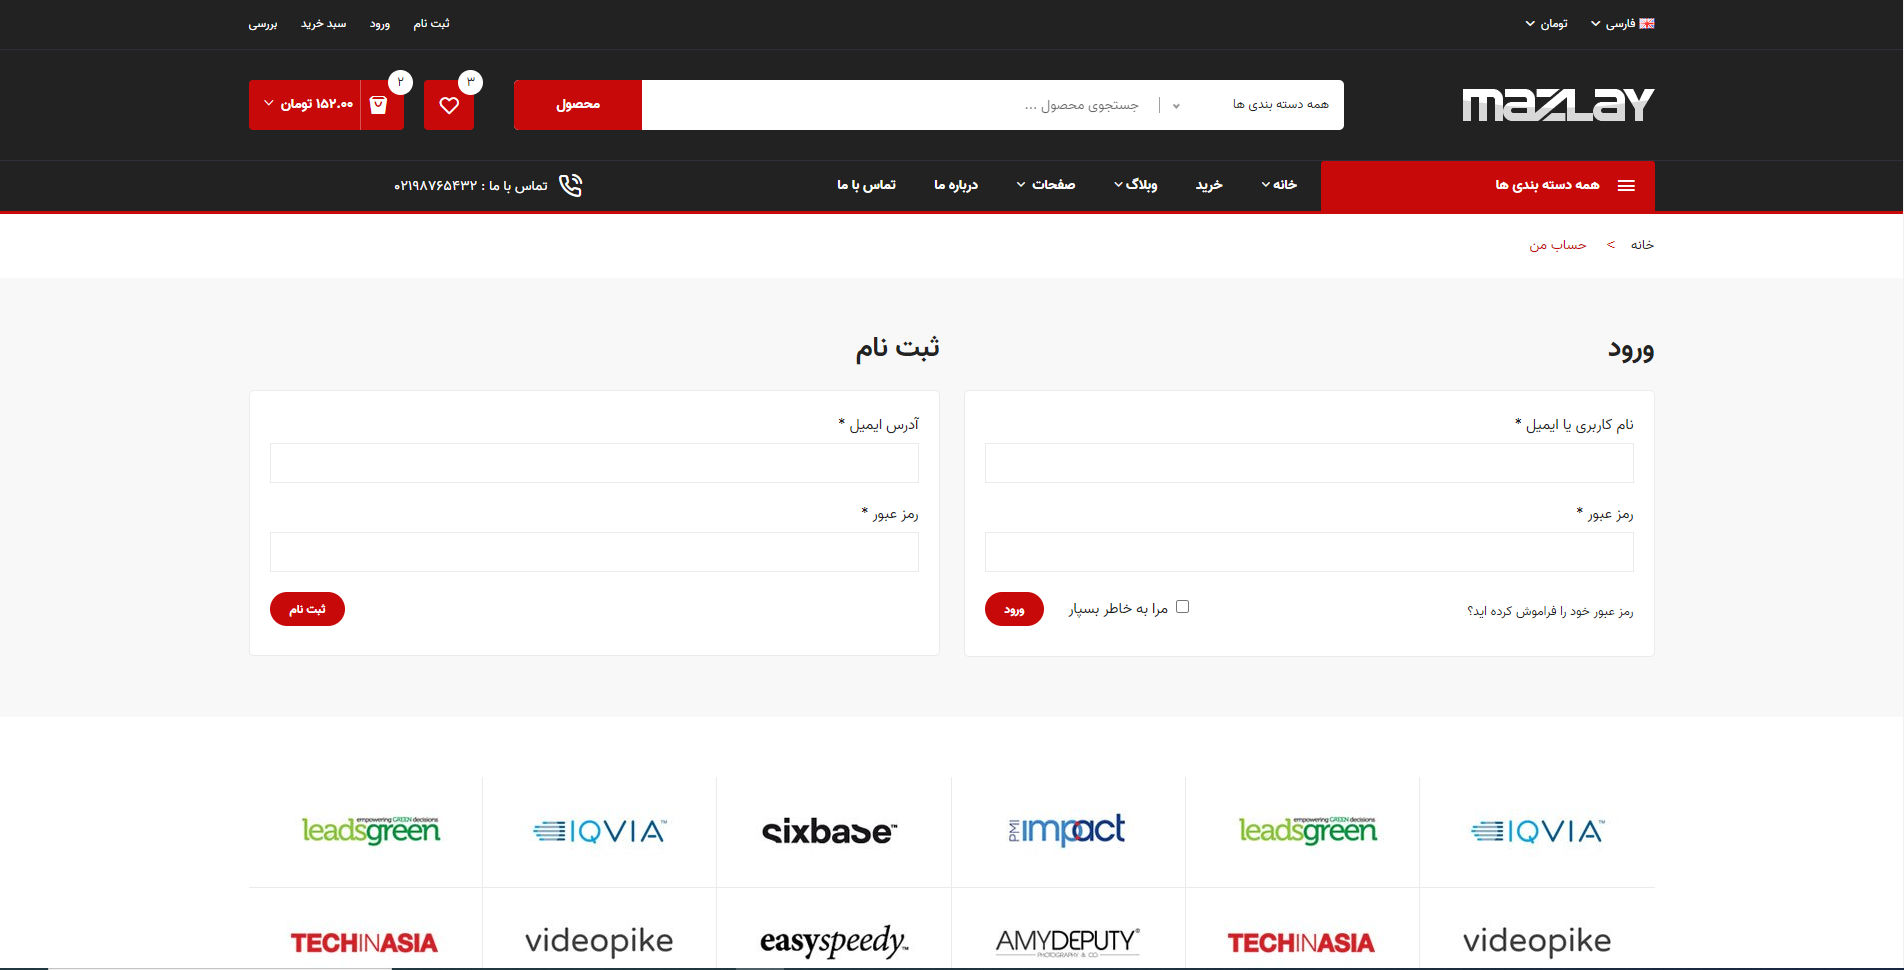 فارسی
تومان
ثبت نام
ورود
سبد خرید
بررسی
mazlay
همه دسته بندی ها
جستجوی محصول ...
محصول
۳
۲
۱۵۲.۰۰ تومان
همه دسته بندی ها
خانه
خرید
وبلاگ
صفحات
درباره ما
تماس با ما
تماس با ما : ۰۲۱۹۸۷۶۵۴۳۲
خانه > حساب من
ورود
نام کاربری یا ایمیل *
رمز عبور *
رمز عبور خود را فراموش کرده اید؟
مرا به خاطر بسپار
ورود
ثبت نام
آدرس ایمیل *
رمز عبور *
ثبت نام
IQVIA™
empowering GREEN decisions
leadsgreen
PMI impact
sixbase™
IQVIA™
empowering GREEN decisions
leadsgreen
videopike
TECHINASIA
AMYDEPUTY®
PHOTOGRAPHY & CO.
easyspeedy™
videopike
TECHINASIA